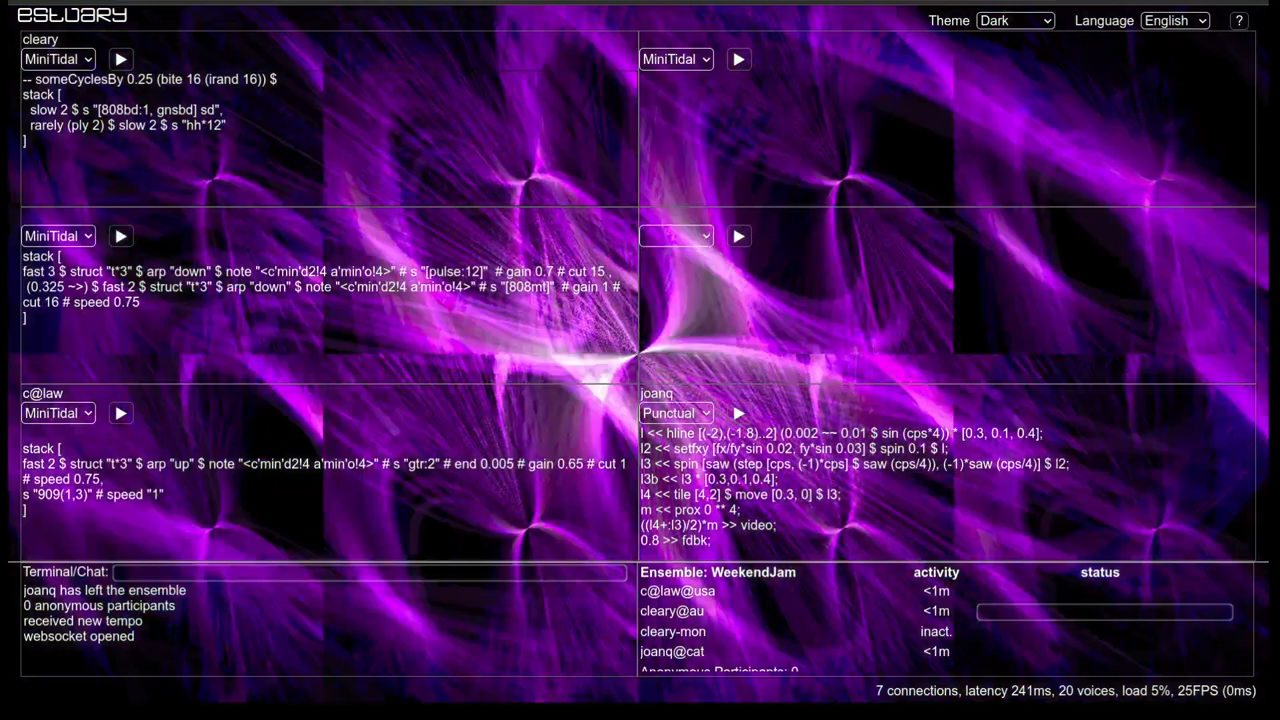 estuary
Theme Dark Language English ?
cleary
MiniTidal
-- someCyclesBy 0.25 (bite 16 (irand 16)) $
stack [
slow 2 $ s "[808bd:1, gnsbd] sd",
rarely (ply 2) $ slow 2 $ s "hh*12"
]
MiniTidal
MiniTidal
stack [
fast 3 $ struct "t*3" $ arp "down" $ note "<c'min'd2!4 a'min'o!4>" # s "[pulse:12]" # gain 0.7 # cut 15 ,
(0.325 ~>) $ fast 2 $ struct "t*3" $ arp "down" $ note "<c'min'd2!4 a'min'o!4>" # s "[808mt]" # gain 1 #
cut 16 # speed 0.75
]
c@law
MiniTidal
stack [
fast 2 $ struct "t*3" $ arp "up" $ note "<c'min'd2!4 a'min'o!4>" # s "gtr:2" # end 0.005 # gain 0.65 # cut 1
# speed 0.75,
s "909(1,3)" # speed "1"
]
joanq
Punctual
l << hline [(-2),(-1.8)..2] (0.002 ~~ 0.01 $ sin (cps*4)) * [0.3, 0.1, 0.4];
l2 << setfxy [fx/fy*sin 0.02, fy*sin 0.03] $ spin 0.1 $ l;
l3 << spin [saw (step [cps, (-1)*cps] $ saw (cps/4)), (-1)*saw (cps/4)] $ l2;
l3b << l3 * [0.3,0.1,0.4];
l4 << tile [4,2] $ move [0.3, 0] $ l3;
m << prox 0 ** 4;
((l4+:l3)/2)*m >> video;
0.8 >> fdbk;
Terminal/Chat:
joanq has left the ensemble
0 anonymous participants
received new tempo
websocket opened
Ensemble: WeekendJam activity status
c@law@usa <1m
cleary@au <1m
cleary-mon inact.
joanq@cat <1m
Anonymous Participants: 0
7 connections, latency 241ms, 20 voices, load 5%, 25FPS (0ms)